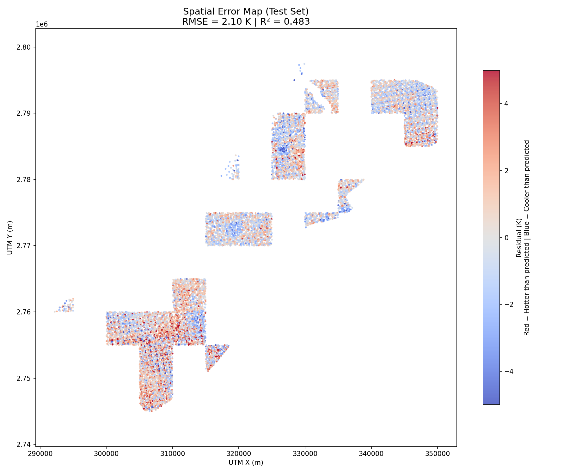 Spatial Error Map (Test Set)
RMSE = 2.10 K | R² = 0.483
1e6
2.80
2.79
2.78
2.77
2.76
2.75
2.74
UTM Y (m)
290000 300000 310000 320000 330000 340000 350000
UTM X (m)
4
2
0
−2
−4
Residual (K)
Red = Hotter than predicted | Blue = Cooler than predicted